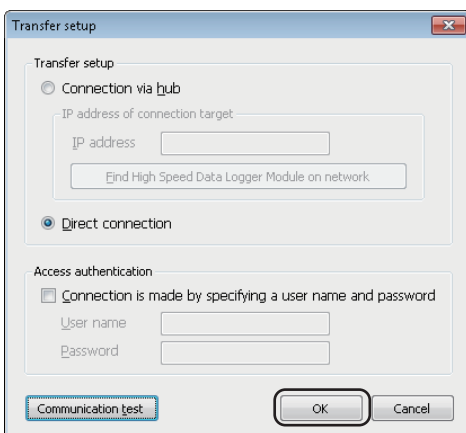 Transfer setup
Transfer setup
Connection via hub
IP address of connection target
IP address
Find High Speed Data Logger Module on network
Direct connection
Access authentication
Connection is made by specifying a user name and password
User name
Password
Communication test
OK
Cancel